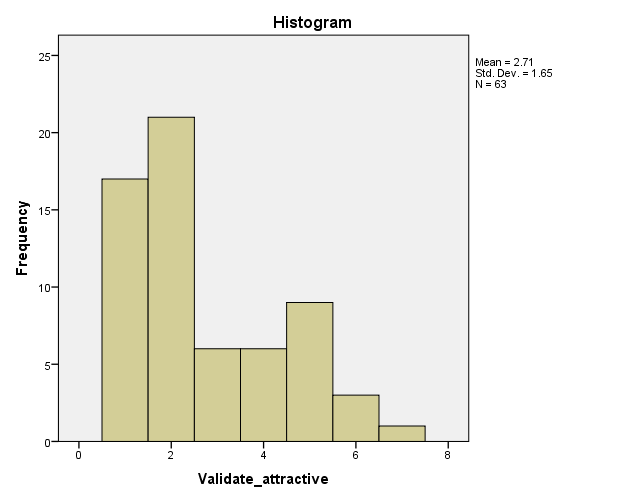 Histogram
Mean = 2.71
Std. Dev. = 1.65
N = 63
25
20
15
10
5
0
Frequency
0 2 4 6 8
Validate_attractive